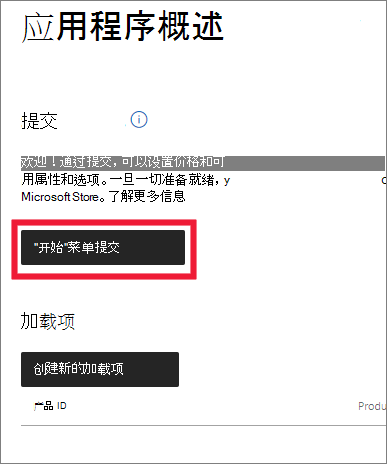 应用程序概述
提交
欢迎！通过提交，可以设置价格和可
用属性和选项。一旦一切准备就绪，y
Microsoft Store。了解更多信息
"开始"菜单提交
加载项
创建新的加载项
产品 ID Produ